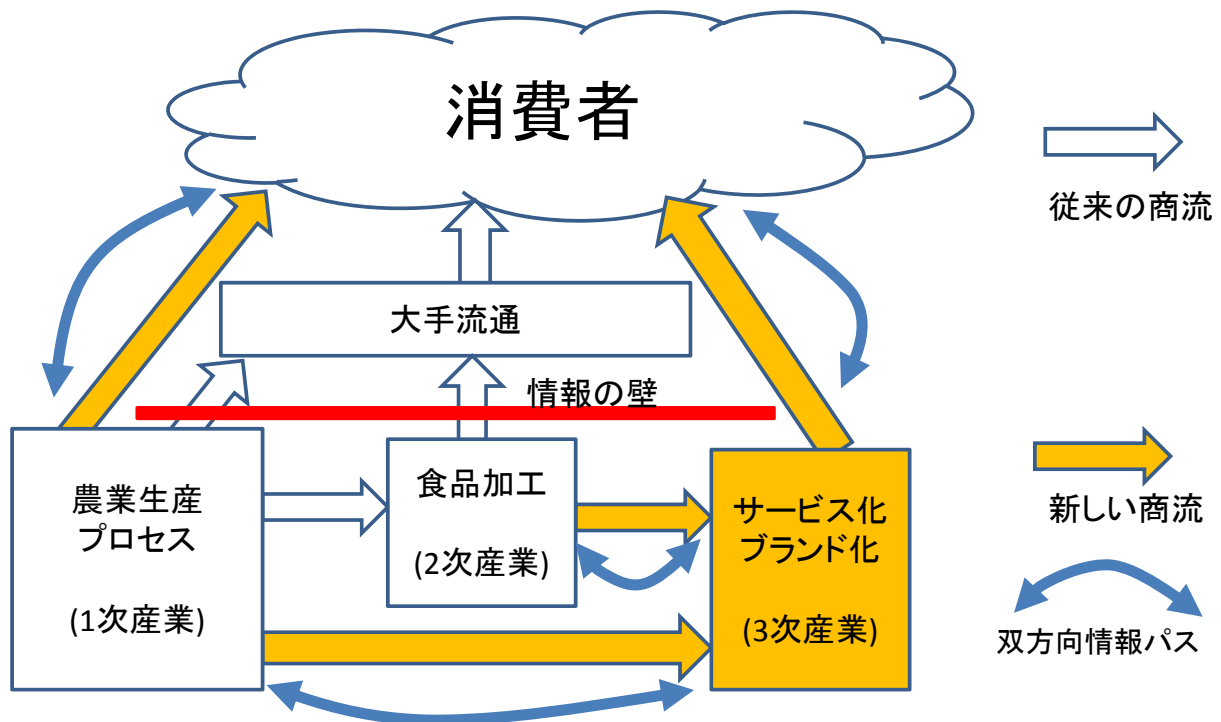 消費者
従来の商流
大手流通
情報の壁
農業生産
プロセス
(1次産業)
食品加工
(2次産業)
サービス化
ブランド化
(3次産業)
新しい商流
双方向情報パス